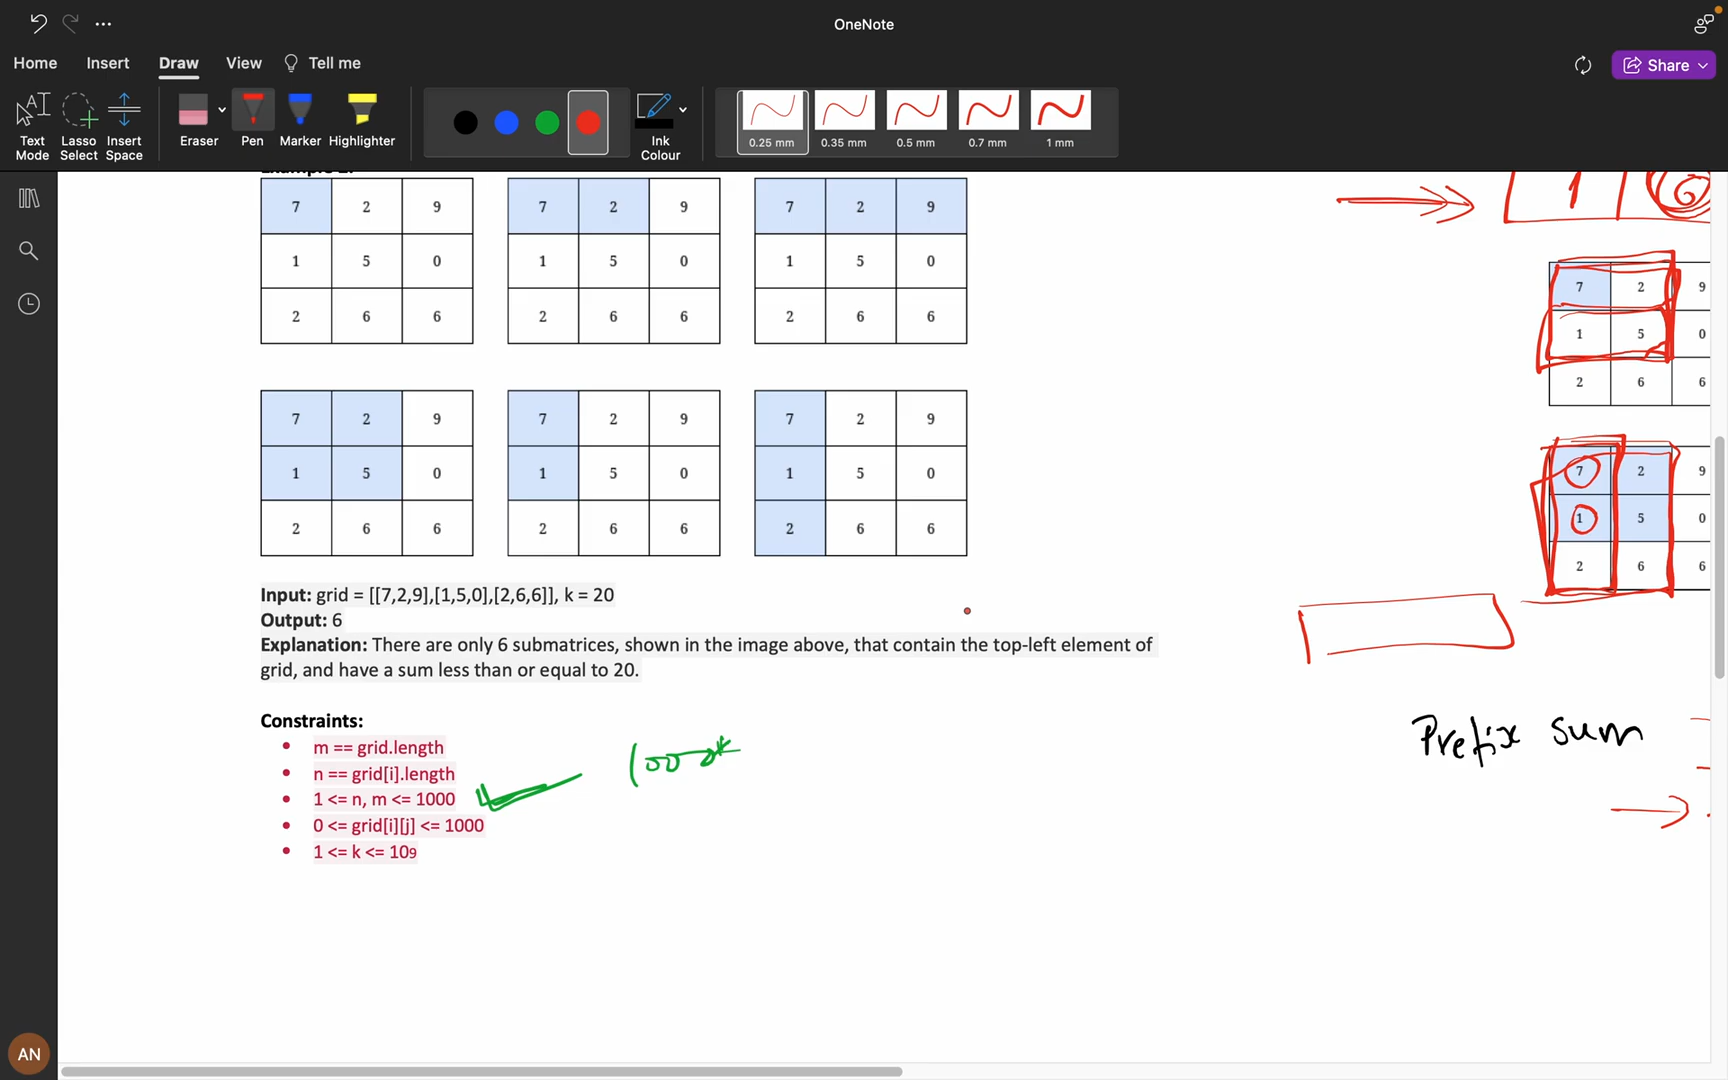 OneNote
Home Insert Draw View Tell me
Share
Text Mode
Lasso Select
Insert Space
Eraser
Pen
Marker
Highlighter
Ink Colour
0.25 mm
0.35 mm
0.5 mm
0.7 mm
1 mm
7 2 9 7 2 9 7 2 9
1 5 0 1 5 0 1 5 0
2 6 6 2 6 6 2 6 6
7 2 9 7 2 9 7 2 9
1 5 0 1 5 0 1 5 0
2 6 6 2 6 6 2 6 6
Input: grid = [[7,2,9],[1,5,0],[2,6,6]], k = 20
Output: 6
Explanation: There are only 6 submatrices, shown in the image above, that contain the top-left element of
grid, and have a sum less than or equal to 20.
Constraints:
• m == grid.length
• n == grid[i].length
• 1 <= n, m <= 1000
• 0 <= grid[i][j] <= 1000
• 1 <= k <= 109
1 6
7 2 9
1 5 0
2 6 6
7 2 9
1 5 0
2 6 6
Prefix sum
AN